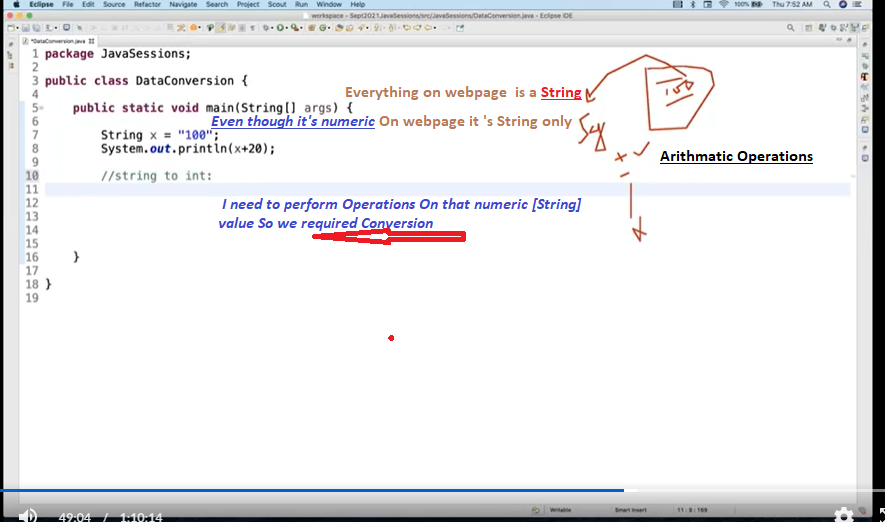 Eclipse File Edit Source Refactor Navigate Search Project Scout Run Window Help 100% Thu 7:52 AM
workspace - Sept2021JavaSessions/src/JavaSessions/DataConversion.java - Eclipse IDE
*DataConversion.java
1 package JavaSessions;
2
3 public class DataConversion {
4
Everything on webpage is a String
100
5 public static void main(String[] args) {
6
Even though it's numeric On webpage it 's String only
7 String x = "100";
8 System.out.println(x+20);
Arithmatic Operations
9
10 //string to int:
11
12
I need to perform Operations On that numeric [String]
13
value So we required Conversion
14
15
16 }
17
18 }
19
Writable Smart Insert 11 : 9 : 169
49:04 / 1:10:14